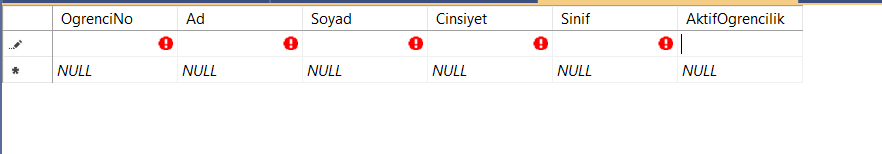 OgrenciNo Ad Soyad Cinsiyet Sinif AktifOgrencilik
NULL NULL NULL NULL NULL NULL